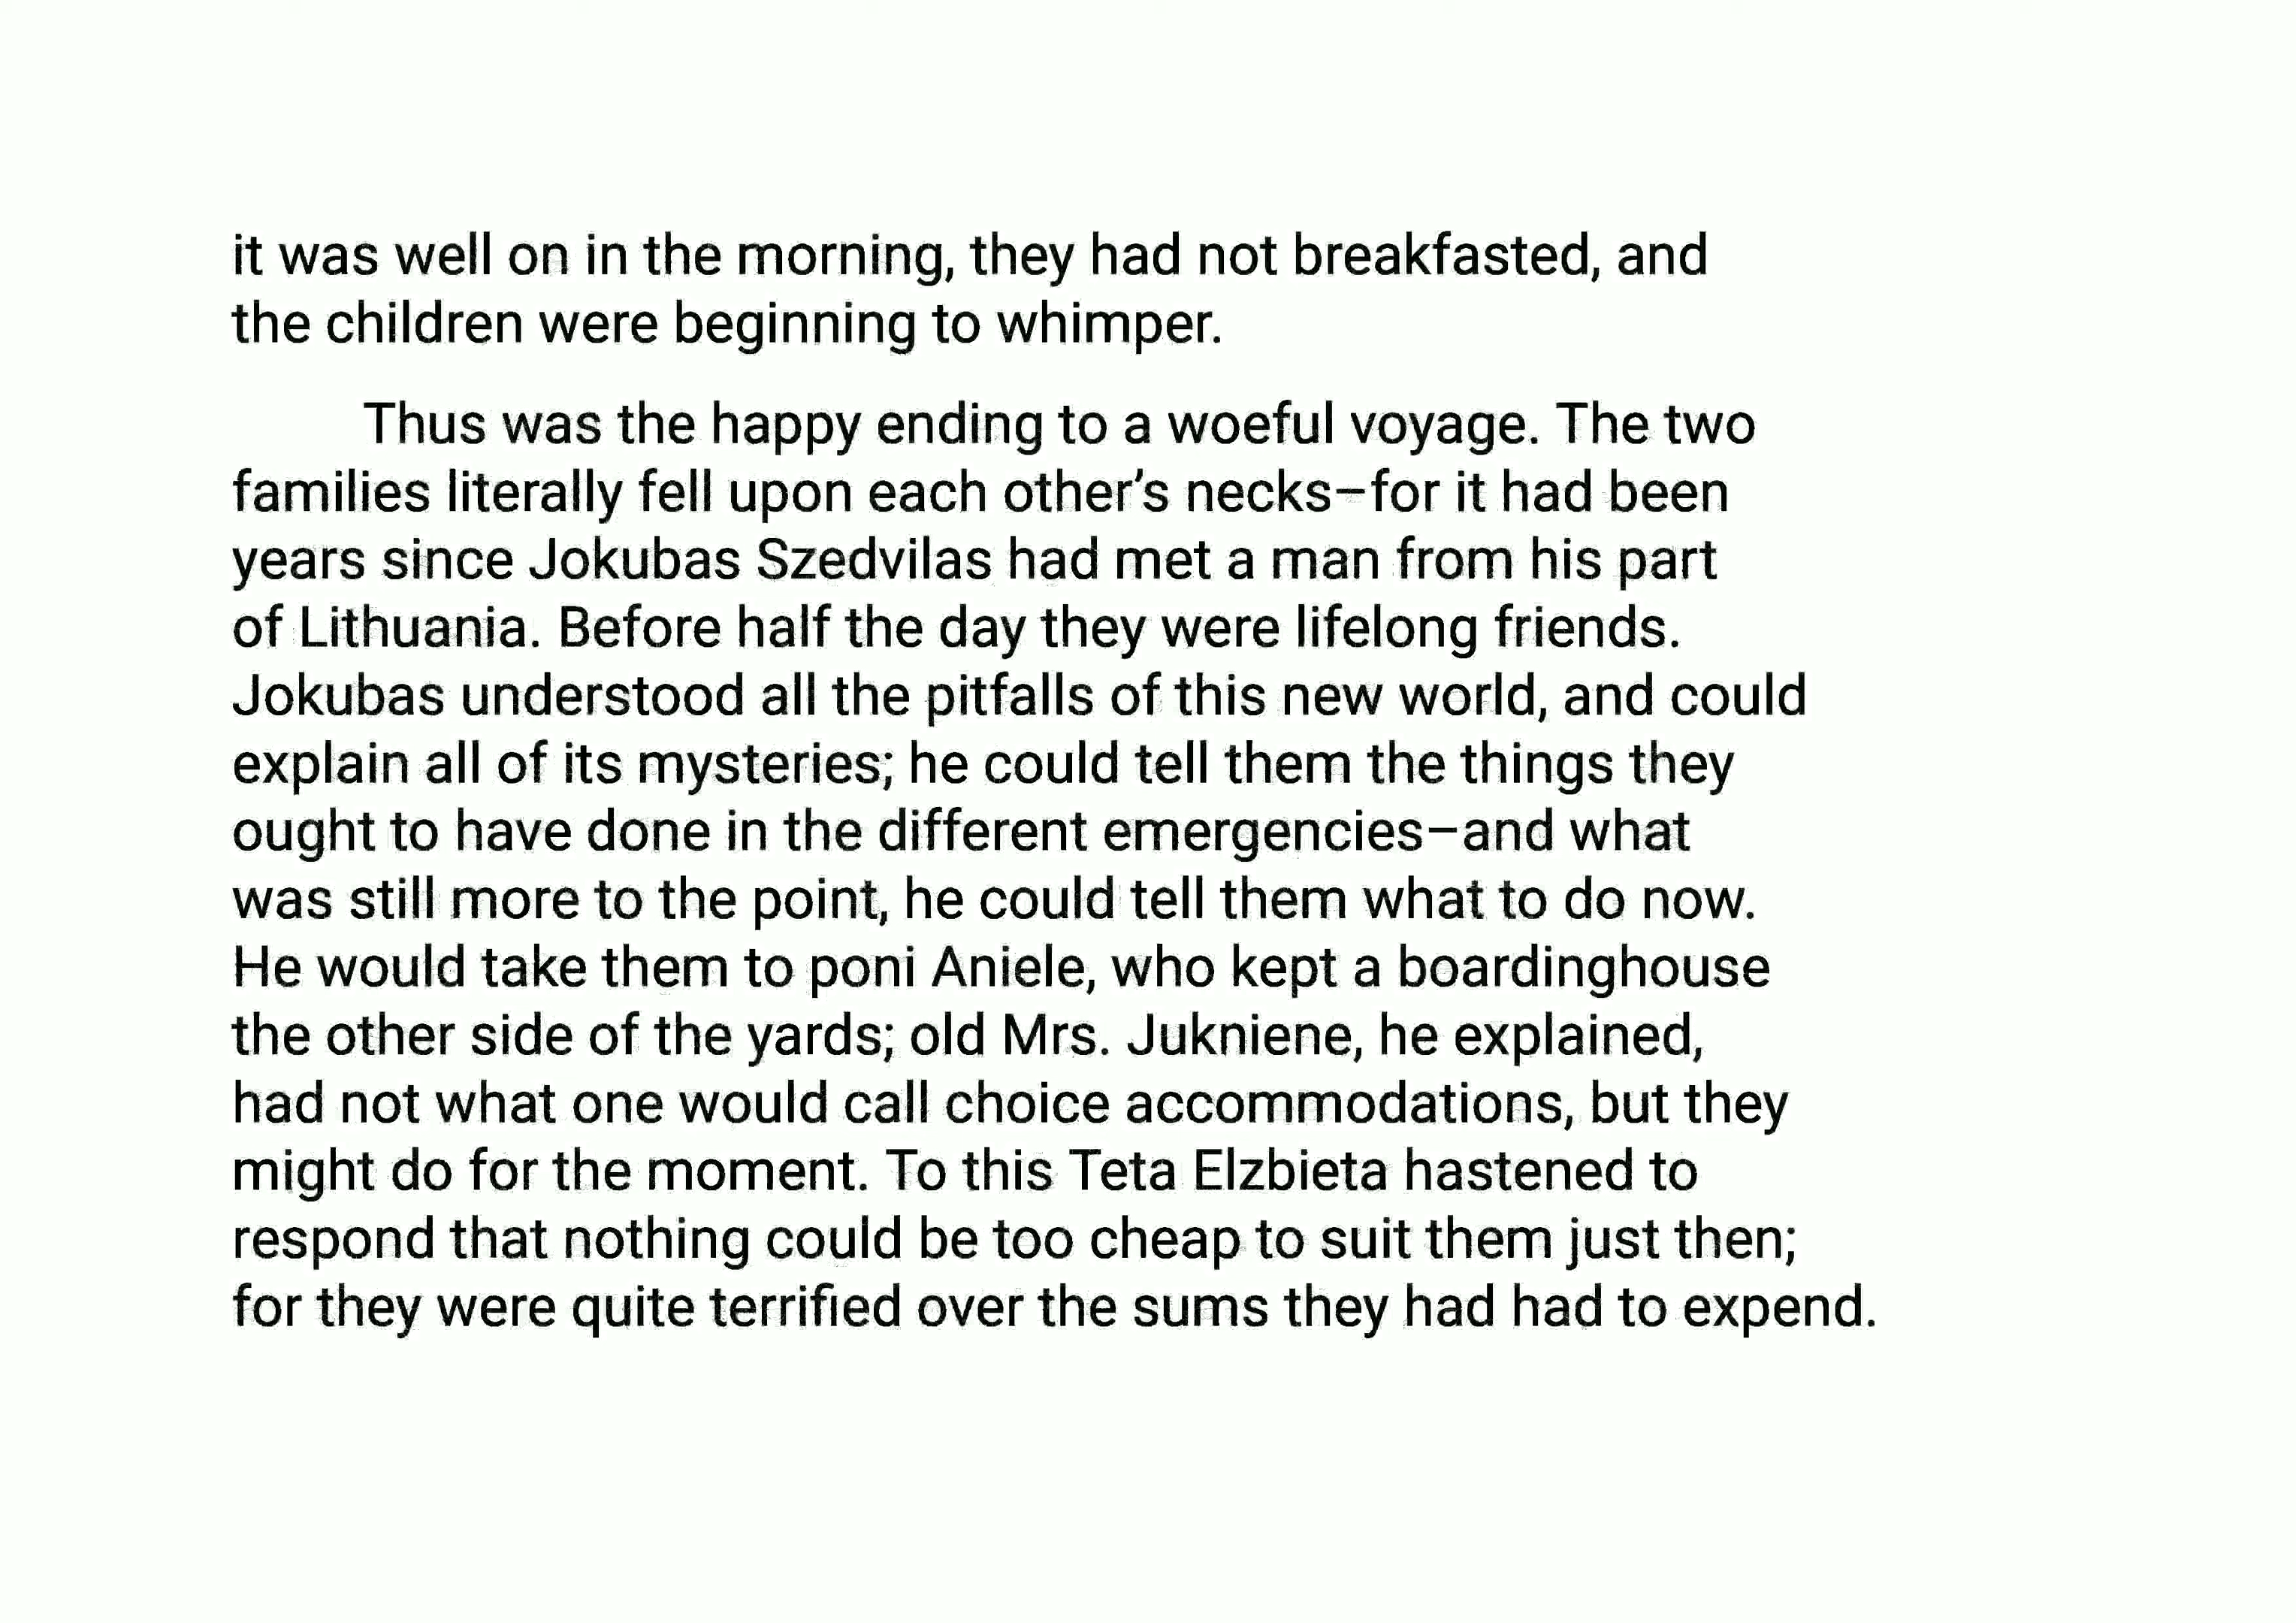 it was well on in the morning, they had not breakfasted, and
the children were beginning to whimper.
Thus was the happy ending to a woeful voyage. The two
families literally fell upon each other’s necks–for it had been
years since Jokubas Szedvilas had met a man from his part
of Lithuania. Before half the day they were lifelong friends.
Jokubas understood all the pitfalls of this new world, and could
explain all of its mysteries; he could tell them the things they
ought to have done in the different emergencies–and what
was still more to the point, he could tell them what to do now.
He would take them to poni Aniele, who kept a boardinghouse
the other side of the yards; old Mrs. Jukniene, he explained,
had not what one would call choice accommodations, but they
might do for the moment. To this Teta Elzbieta hastened to
respond that nothing could be too cheap to suit them just then;
for they were quite terrified over the sums they had had to expend.